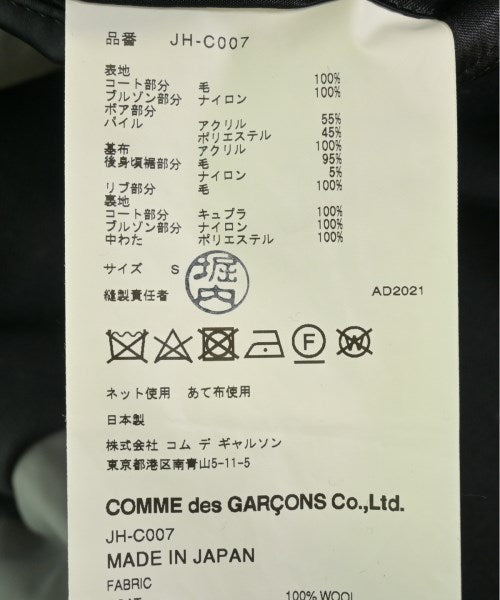 品番 JH-C007
表地
コート部分 毛 100%
ブルゾン部分 ナイロン 100%
ボア部分
パイル アクリル 55%
ポリエステル 45%
基布 アクリル 100%
後身頃裾部分 毛 95%
ナイロン 5%
リブ部分 毛 100%
裏地
コート部分 キュプラ 100%
ブルゾン部分 ナイロン 100%
中わた ポリエステル 100%
サイズ S
堀内
縫製責任者 AD2021
F W
ネット使用 あて布使用
日本製
株式会社 コム デ ギャルソン
東京都港区南青山5-11-5
COMME des GARÇONS Co.,Ltd.
JH-C007
MADE IN JAPAN
FABRIC
100% WOOL